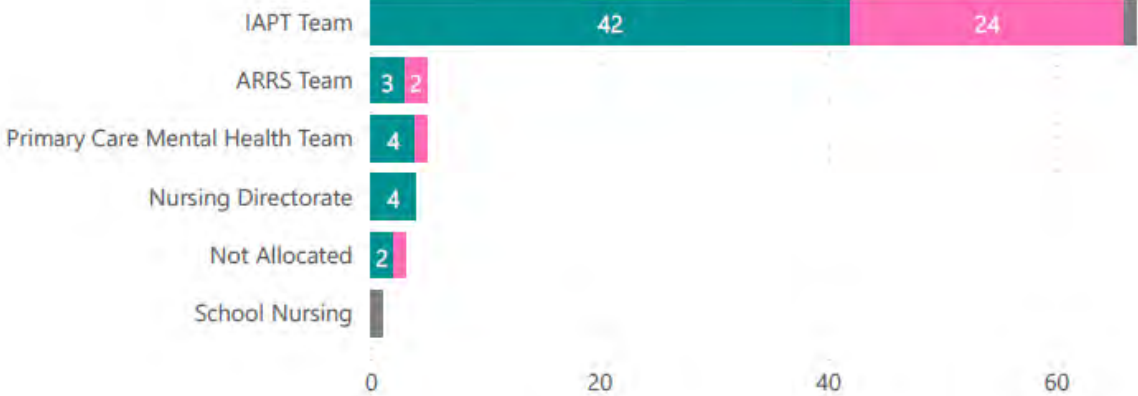 IAPT Team 42 24
ARRS Team 3 2
Primary Care Mental Health Team 4
Nursing Directorate 4
Not Allocated 2
School Nursing
0 20 40 60